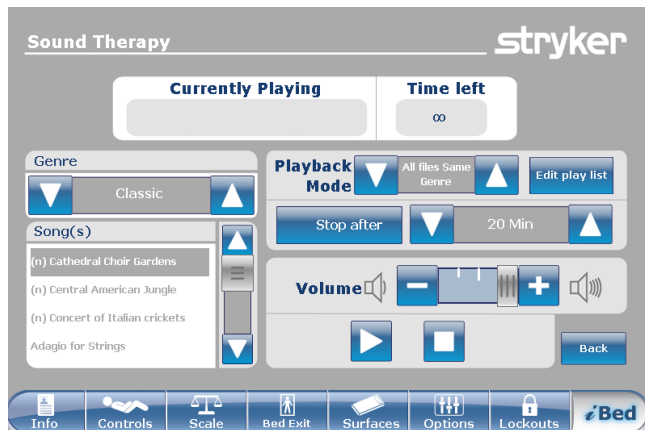 Sound Therapy
stryker
Currently Playing
Time left
∞
Genre
Classic
Song(s)
(n) Cathedral Choir Gardens
(n) Central American Jungle
(n) Concert of Italian crickets
Adagio for Strings
Playback
Mode
All files Same
Genre
Edit play list
Stop after
20 Min
Volume
Back
Info
Controls
Scale
Bed Exit
Surfaces
Options
Lockouts
iBed